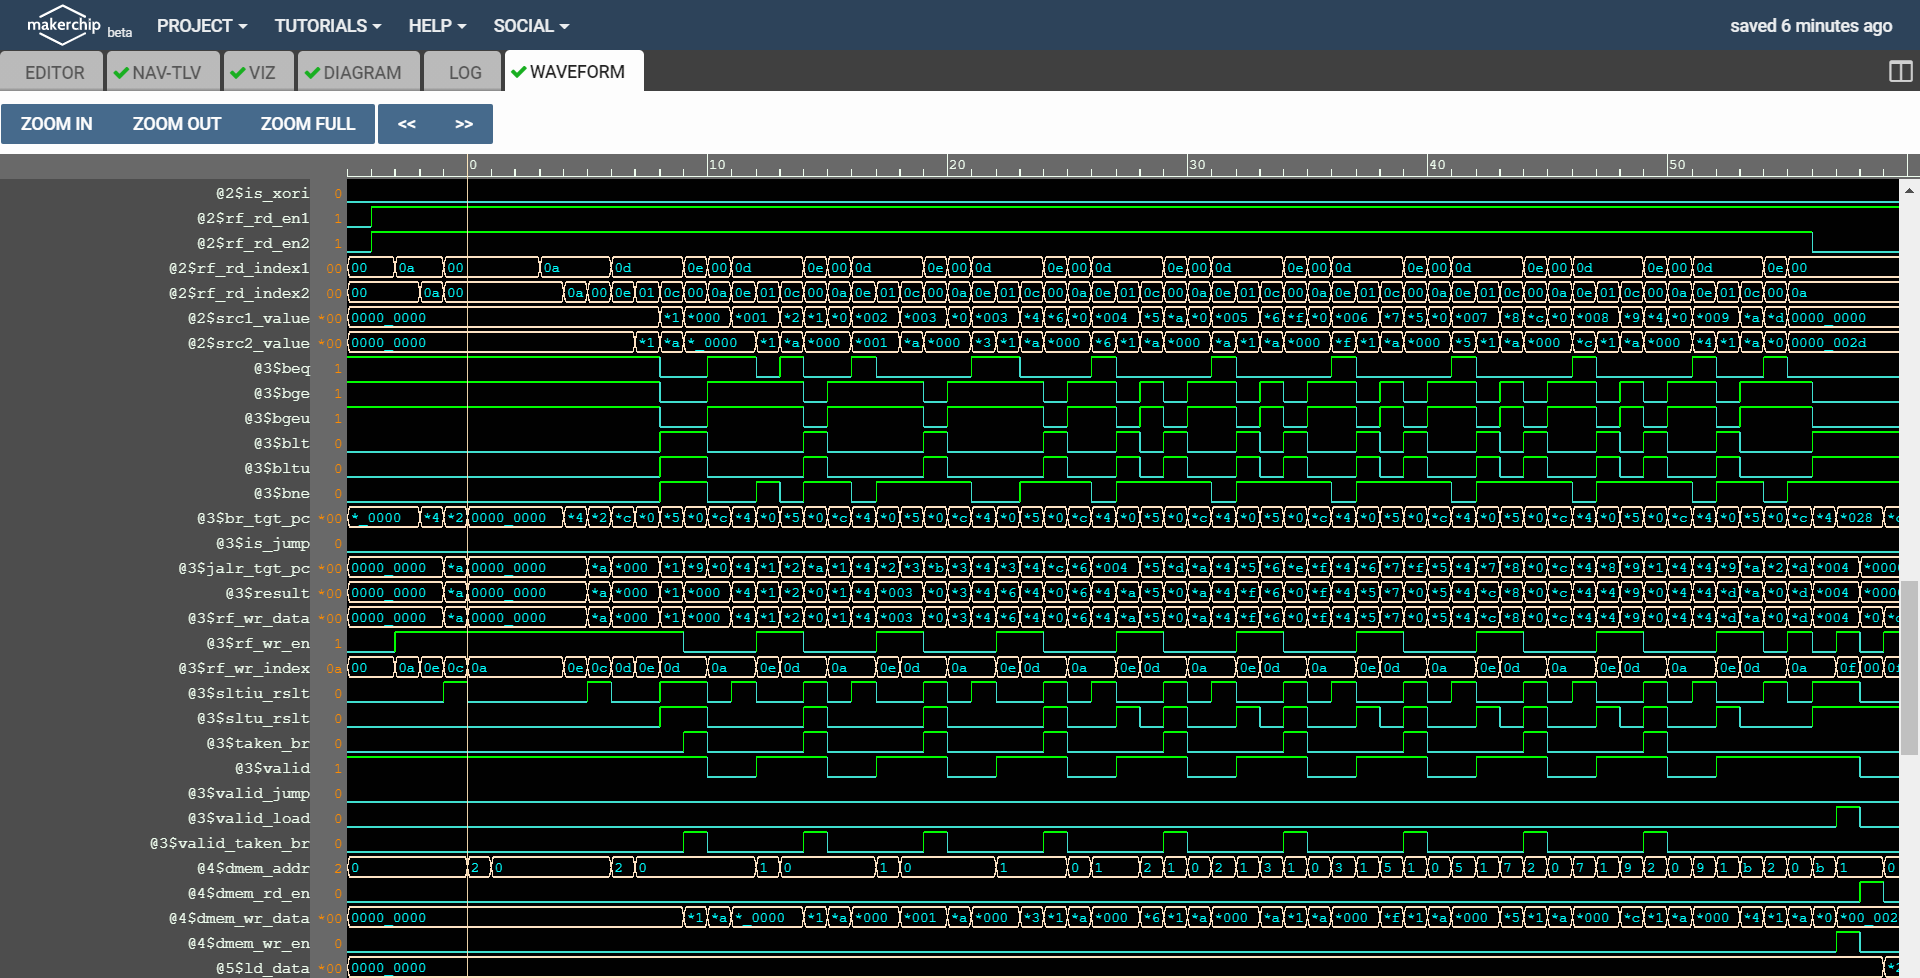 makerchip beta PROJECT TUTORIALS HELP SOCIAL saved 6 minutes ago
EDITOR NAV-TLV VIZ DIAGRAM LOG WAVEFORM
ZOOM IN ZOOM OUT ZOOM FULL << >>
0 10 20 30 40 50
@2$is_xori 0
@2$rf_rd_en1 1
@2$rf_rd_en2 1
@2$rf_rd_index1 00 00 0a 00 0a 0d 0e 00 0d 0e 00 0d 0e 00 0d 0e 00 0d 0e 00 0d 0e 00 0d 0e 00 0d 0e 00 0d 0e 00 0d 0e 00
@2$rf_rd_index2 00 00 0a 00 0a 00 0e 01 0c 00 0a 0e 01 0c 00 0a 0e 01 0c 00 0a 0e 01 0c 00 0a 0e 01 0c 00 0a 0e 01 0c 00 0a 0e 01 0c 00 0a 0e 01 0c 00 0a 0e 01 0c 00 0a
@2$src1_value *00 0000_0000 *1 *000 *001 *2 *1 *0 *002 *003 *0 *003 *4 *6 *0 *004 *5 *a *0 *005 *6 *f *0 *006 *7 *5 *0 *007 *8 *c *0 *008 *9 *4 *0 *009 *a *d 0000_0000
@2$src2_value *00 0000_0000 *1 *a *_0000 *1 *a *000 *001 *a *000 *3 *1 *a *000 *6 *1 *a *000 *a *1 *a *000 *f *1 *a *000 *5 *1 *a *000 *c *1 *a *000 *4 *1 *a *0 0000_002d
@3$beq 1
@3$bge 1
@3$bgeu 1
@3$blt 0
@3$bltu 0
@3$bne 0
@3$br_tgt_pc *00 *_0000 *4 *2 0000_0000 *4 *2 *c *0 *5 *0 *c *4 *0 *5 *0 *c *4 *0 *5 *0 *c *4 *0 *5 *0 *c *4 *0 *5 *0 *c *4 *0 *5 *0 *c *4 *0 *5 *0 *c *4 *0 *5 *0 *c *4 *0 *5 *0 *c *4 *028
@3$is_jump 0
@3$jalr_tgt_pc *00 0000_0000 *a 0000_0000 *a *000 *1 *9 *0 *4 *1 *2 *a *1 *4 *2 *3 *b *3 *4 *3 *4 *c *6 *004 *5 *d *a *4 *5 *6 *e *f *4 *6 *7 *f *5 *4 *7 *8 *0 *c *4 *8 *9 *1 *4 *4 *9 *a *2 *d *004 *000
@3$result *00 0000_0000 *a 0000_0000 *a *000 *1 *000 *4 *1 *2 *0 *1 *4 *003 *0 *3 *4 *6 *4 *0 *6 *4 *a *5 *0 *a *4 *f *6 *0 *f *4 *5 *7 *0 *5 *4 *c *8 *0 *c *4 *4 *9 *0 *4 *4 *d *a *0 *d *004 *000
@3$rf_wr_data *00 0000_0000 *a 0000_0000 *a *000 *1 *000 *4 *1 *2 *0 *1 *4 *003 *0 *3 *4 *6 *4 *0 *6 *4 *a *5 *0 *a *4 *f *6 *0 *f *4 *5 *7 *0 *5 *4 *c *8 *0 *c *4 *4 *9 *0 *4 *4 *d *a *0 *d *004 *0
@3$rf_wr_en 1
@3$rf_wr_index 0a 00 0a 0e 0c 0a 0e 0c 0d 0e 0d 0a 0e 0d 0a 0e 0d 0a 0e 0d 0a 0e 0d 0a 0e 0d 0a 0e 0d 0a 0e 0d 0a 0e 0d 0a 0e 0d 0a 0f 00
@3$sltiu_rslt 0
@3$sltu_rslt 0
@3$taken_br 0
@3$valid 1
@3$valid_jump 0
@3$valid_load 0
@3$valid_taken_br 0
@4$dmem_addr 2 0 2 0 2 0 1 0 1 0 1 0 1 2 1 0 2 1 3 1 0 3 1 5 1 0 5 1 7 2 0 7 1 9 2 0 9 1 b 2 0 b 1 0
@4$dmem_rd_en 0
@4$dmem_wr_data *00 0000_0000 *1 *a *_0000 *1 *a *000 *001 *a *000 *3 *1 *a *000 *6 *1 *a *000 *a *1 *a *000 *f *1 *a *000 *5 *1 *a *000 *c *1 *a *000 *4 *1 *a *0 *00_002
@4$dmem_wr_en 0
@5$ld_data *00 0000_0000